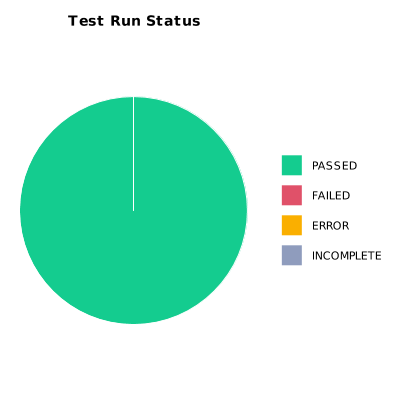 Test Run Status
PASSED
FAILED
ERROR
INCOMPLETE